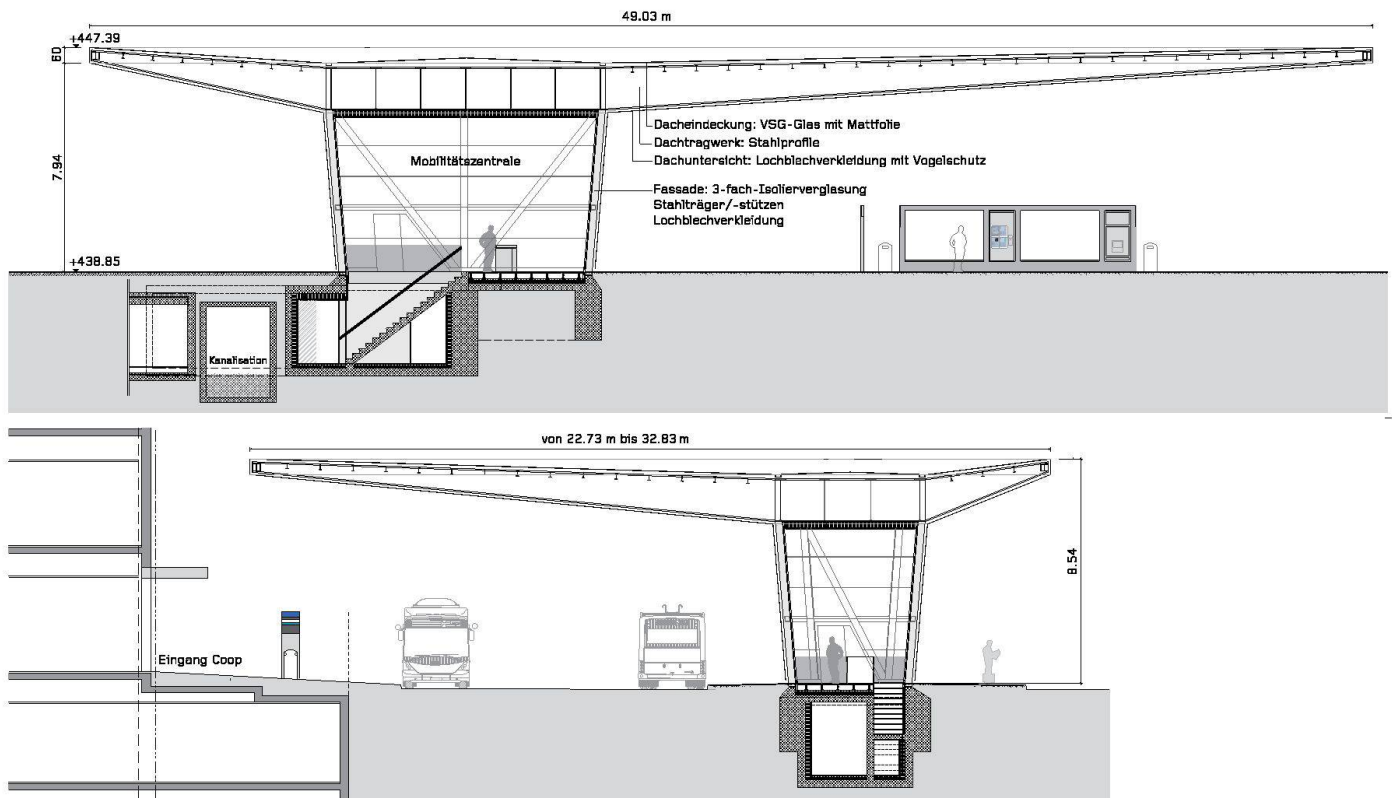 49.03 m
+447.39
60
Dacheindeckung: VSG-Glas mit Mattfolie
Dachtragwerk: Stahlprofile
Mobilitätszentrale
Dachuntersicht: Lochblechverkleidung mit Vogelschutz
7.94
Fassade: 3-fach-Isolierverglasung
Stahlträger/-stützen
Lochblechverkleidung
+438.85
Kanalisation
von 22.73 m bis 32.83 m
8.54
Eingang Coop